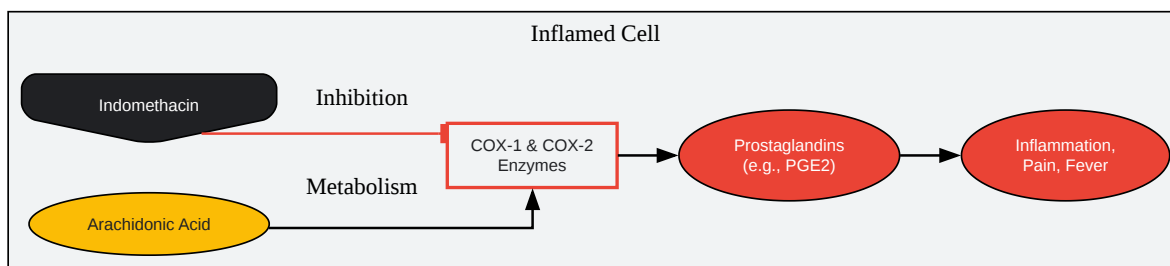 Inflamed Cell
Indomethacin
Inhibition
COX-1 & COX-2
Enzymes
Prostaglandins
(e.g., PGE2)
Inflammation,
Pain, Fever
Metabolism
Arachidonic Acid